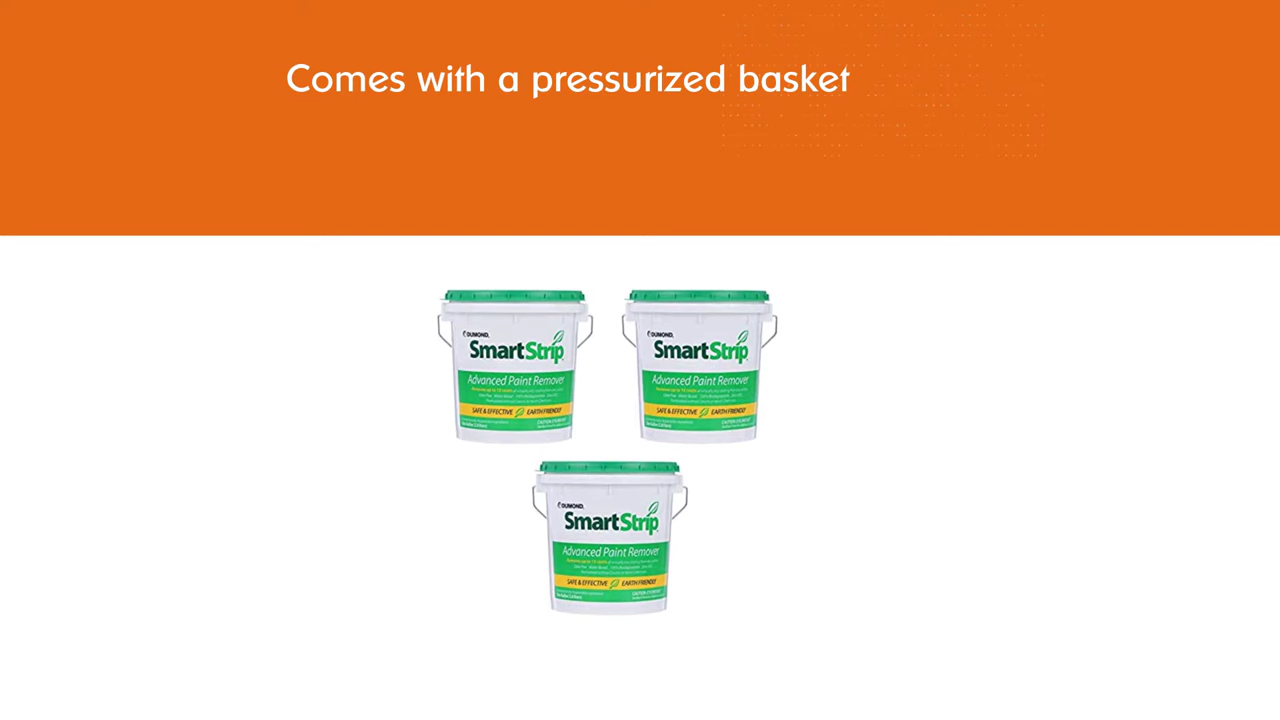 Comes with a pressurized basket
DUMOND
SmartStrip
Advanced Paint Remover
SAFE & EFFECTIVE EARTH FRIENDLY
DUMOND
SmartStrip
Advanced Paint Remover
SAFE & EFFECTIVE EARTH FRIENDLY
DUMOND
SmartStrip
Advanced Paint Remover
SAFE & EFFECTIVE EARTH FRIENDLY